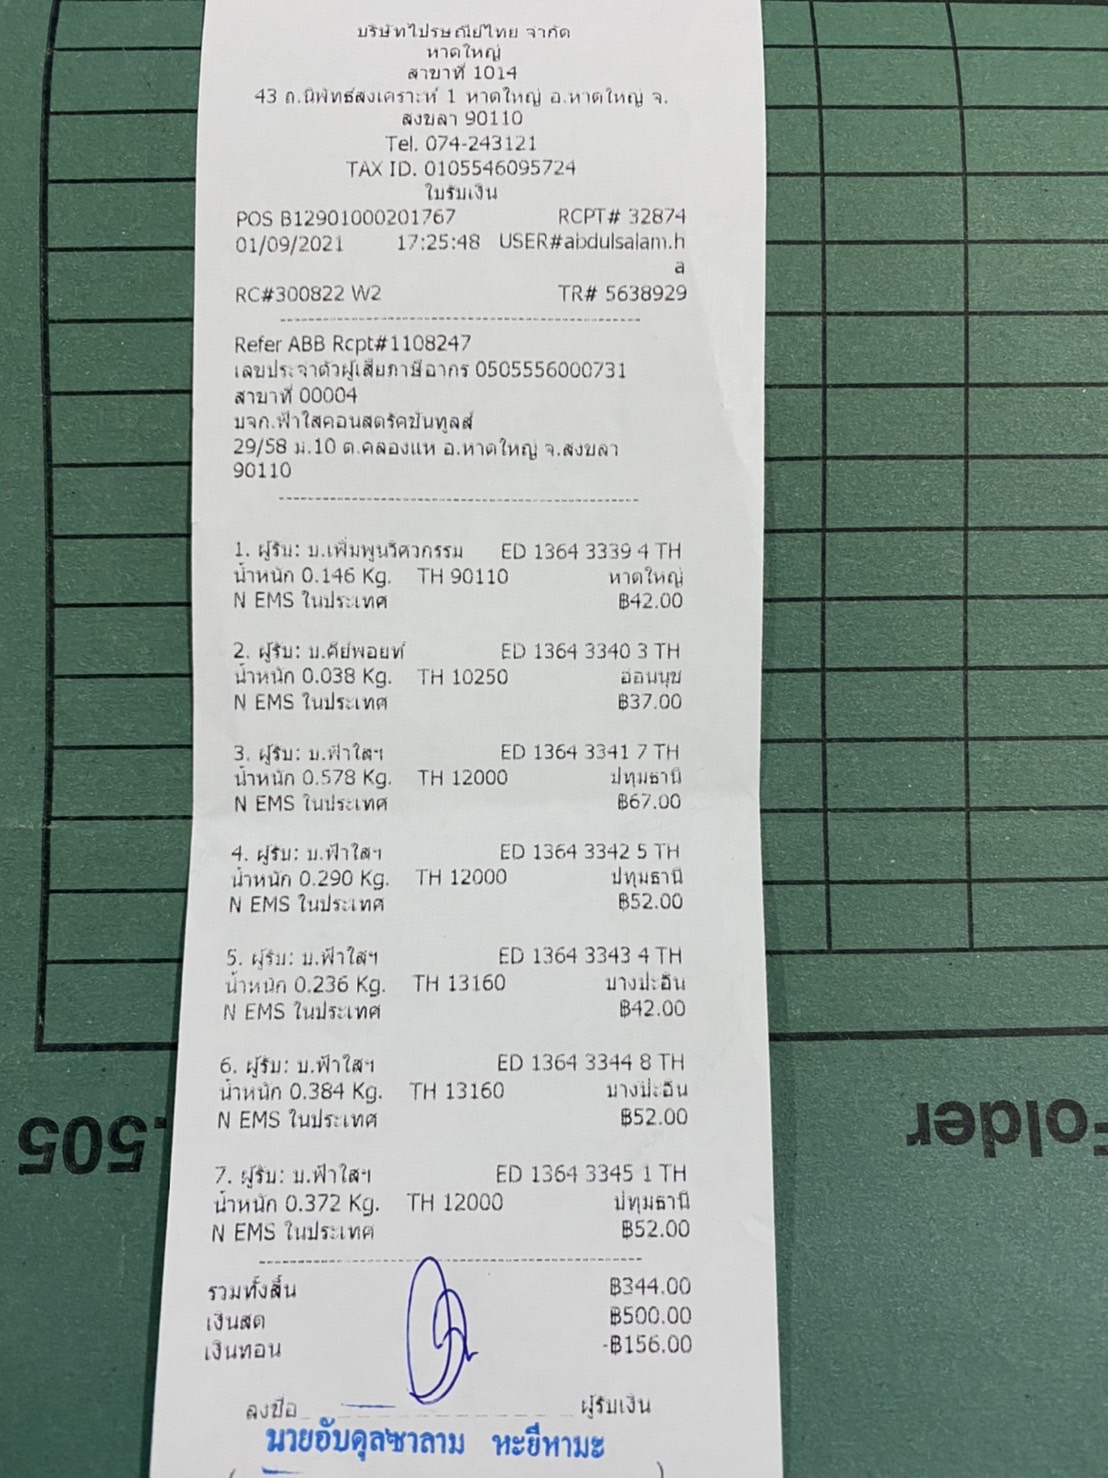 บริษัทไปรษณีย์ไทย จำกัด
หาดใหญ่
สาขาที่ 1014
43 ถ.นิพัทธ์สงเคราะห์ 1 หาดใหญ่ อ.หาดใหญ่ จ.
สงขลา 90110
Tel. 074-243121
TAX ID. 0105546095724
ใบรับเงิน
POS B12901000201767 RCPT# 32874
01/09/2021 17:25:48 USER#abdulsalam.h
a
RC#300822 W2 TR# 5638929
Refer ABB Rcpt#1108247
เลขประจำตัวผู้เสียภาษีอากร 0505556000731
สาขาที่ 00004
บจก.ฟ้าใสคอนสตรัคชันทูลส์
29/58 ม.10 ต.คลองแห อ.หาดใหญ่ จ.สงขลา
90110
1. ผู้รับ: บ.เพิ่มพูนวิศวกรรม ED 1364 3339 4 TH
น้ำหนัก 0.146 Kg. TH 90110 หาดใหญ่
N EMS ในประเทศ ฿42.00
2. ผู้รับ: บ.คีย์พอยท์ ED 1364 3340 3 TH
น้ำหนัก 0.038 Kg. TH 10250 อ่อนนุช
N EMS ในประเทศ ฿37.00
3. ผู้รับ: บ.ฟ้าใสฯ ED 1364 3341 7 TH
น้ำหนัก 0.578 Kg. TH 12000 ปทุมธานี
N EMS ในประเทศ ฿67.00
4. ผู้รับ: บ.ฟ้าใสฯ ED 1364 3342 5 TH
น้ำหนัก 0.290 Kg. TH 12000 ปทุมธานี
N EMS ในประเทศ ฿52.00
5. ผู้รับ: บ.ฟ้าใสฯ ED 1364 3343 4 TH
น้ำหนัก 0.236 Kg. TH 13160 บางปะอิน
N EMS ในประเทศ ฿42.00
6. ผู้รับ: บ.ฟ้าใสฯ ED 1364 3344 8 TH
น้ำหนัก 0.384 Kg. TH 13160 บางปะอิน
N EMS ในประเทศ ฿52.00
7. ผู้รับ: บ.ฟ้าใสฯ ED 1364 3345 1 TH
น้ำหนัก 0.372 Kg. TH 12000 ปทุมธานี
N EMS ในประเทศ ฿52.00
รวมทั้งสิ้น ฿344.00
เงินสด ฿500.00
เงินทอน -฿156.00
ลงชื่อ ผู้รับเงิน
นายอับดุลซาลาม หะยีหามะ
.505
Folder